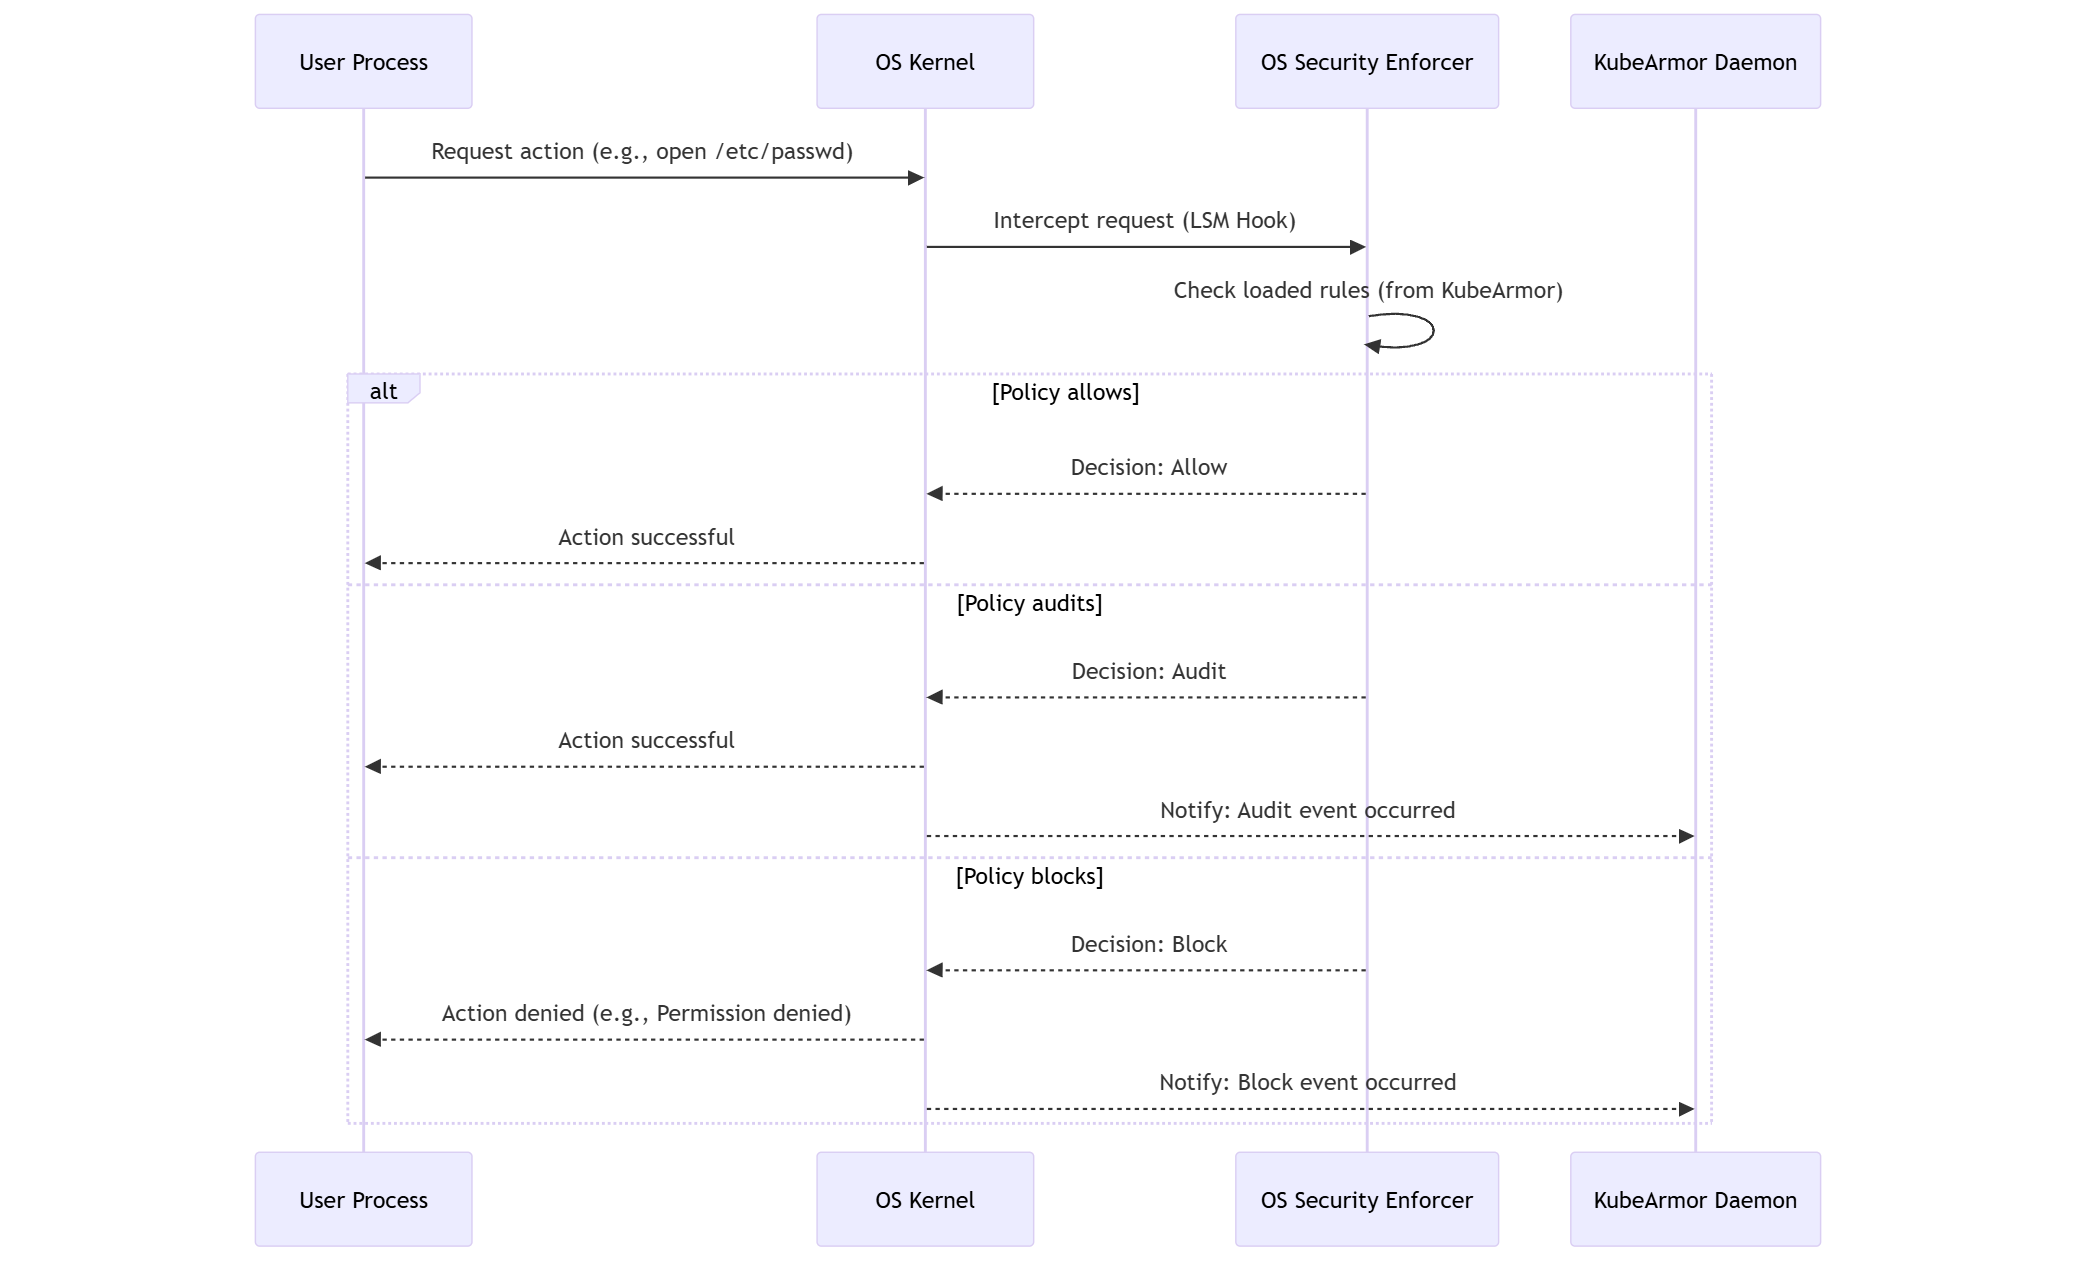 User Process
OS Kernel
OS Security Enforcer
KubeArmor Daemon
Request action (e.g., open /etc/passwd)
Intercept request (LSM Hook)
Check loaded rules (from KubeArmor)
alt
[Policy allows]
Decision: Allow
Action successful
[Policy audits]
Decision: Audit
Action successful
Notify: Audit event occurred
[Policy blocks]
Decision: Block
Action denied (e.g., Permission denied)
Notify: Block event occurred
User Process
OS Kernel
OS Security Enforcer
KubeArmor Daemon